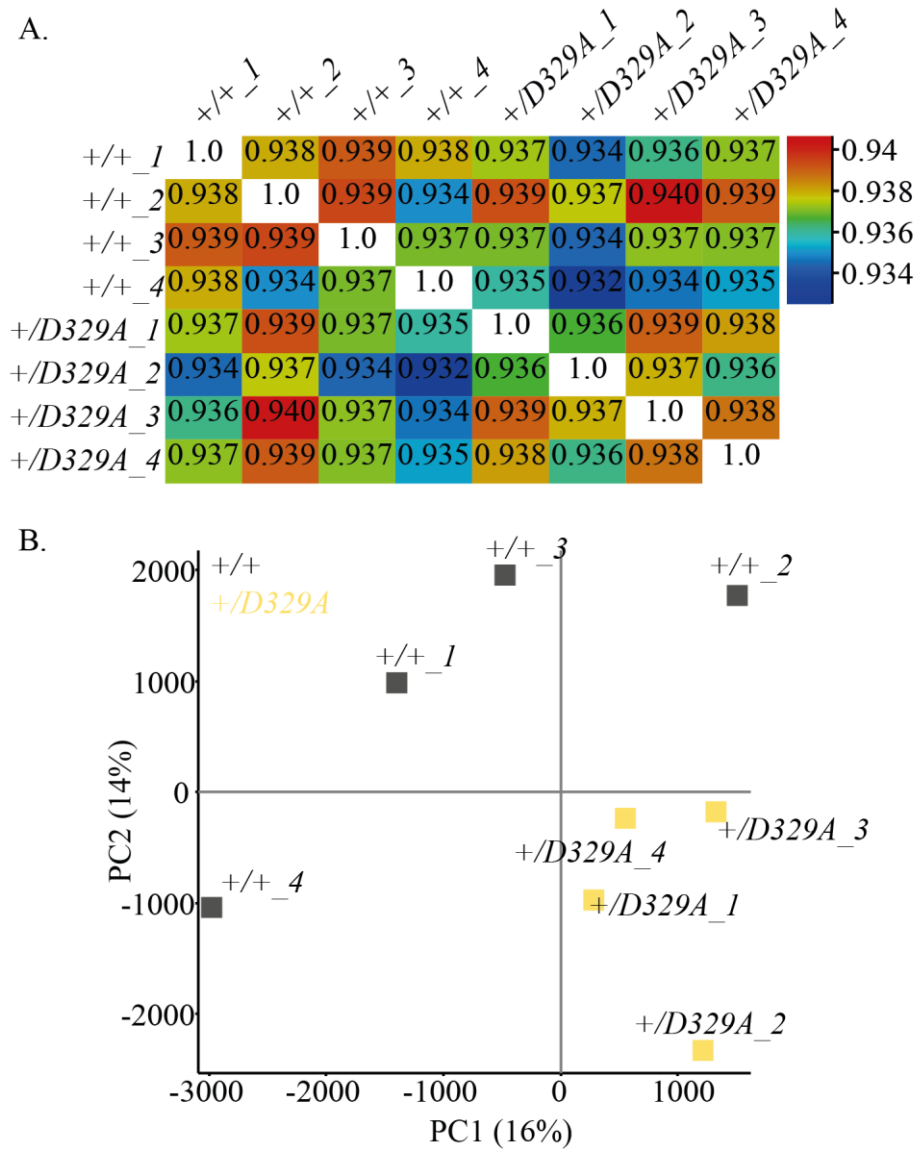 A.
+/+_1 +/+_2 +/+_3 +/+_4 +/D329A_1 +/D329A_2 +/D329A_3 +/D329A_4
+/+_1 1.0 0.938 0.939 0.938 0.937 0.934 0.936 0.937
+/+_2 0.938 1.0 0.939 0.934 0.939 0.937 0.940 0.939
+/+_3 0.939 0.939 1.0 0.937 0.937 0.934 0.937 0.937
+/+_4 0.938 0.934 0.937 1.0 0.935 0.932 0.934 0.935
+/D329A_1 0.937 0.939 0.937 0.935 1.0 0.936 0.939 0.938
+/D329A_2 0.934 0.937 0.934 0.932 0.936 1.0 0.937 0.936
+/D329A_3 0.936 0.940 0.937 0.934 0.939 0.937 1.0 0.938
+/D329A_4 0.937 0.939 0.937 0.935 0.938 0.936 0.938 1.0
0.94
0.938
0.936
0.934
B.
+/+
+/D329A
+/+_3
+/+_2
+/+_1
+/D329A_3
+/D329A_4
+/+_4
+/D329A_1
+/D329A_2
2000
1000
0
-1000
-2000
PC2 (14%)
-3000 -2000 -1000 0 1000
PC1 (16%)